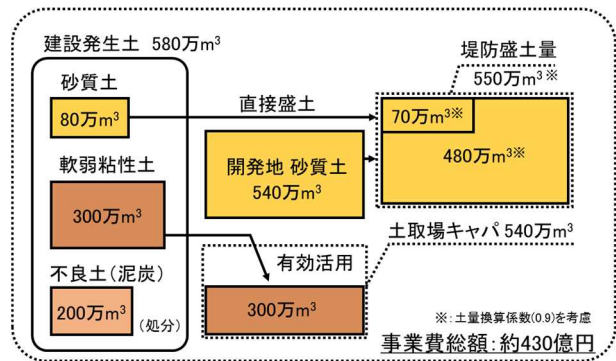 建設発生土 580万m³
砂質土
80万m³
軟弱粘性土
300万m³
不良土(泥炭)
200万m³
(処分)
直接盛土
開発地 砂質土
540万m³
有効活用
300万m³
堤防盛土量
550万m³※
70万m³※
480万m³※
土取場キャパ 540万m³
※:土量換算係数(0.9)を考慮
事業費総額:約430億円